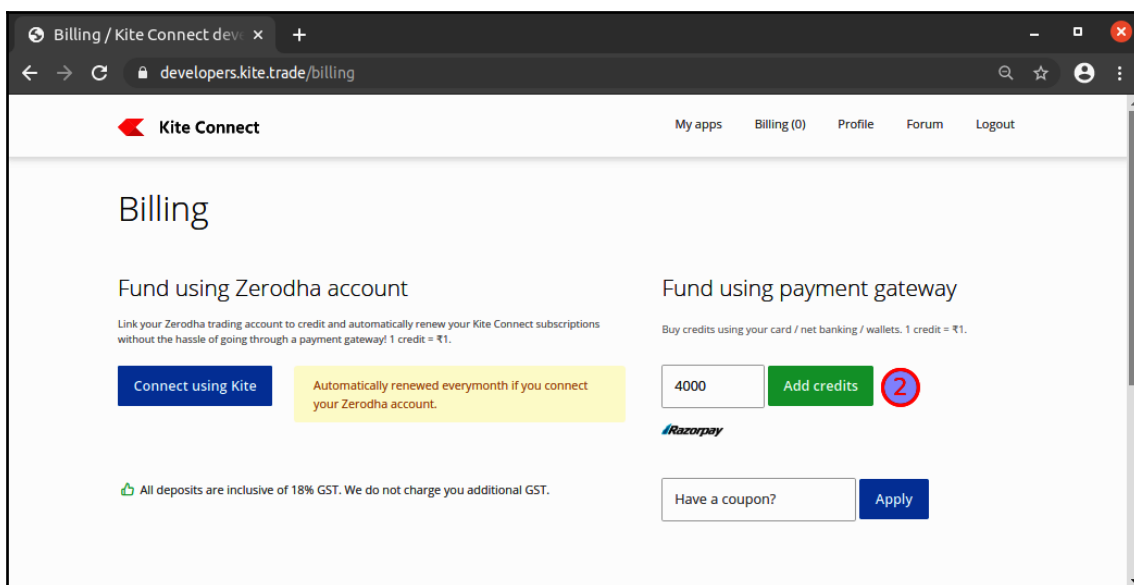 Billing / Kite Connect deve
developers.kite.trade/billing
Kite Connect
My apps Billing (0) Profile Forum Logout
Billing
Fund using Zerodha account
Link your Zerodha trading account to credit and automatically renew your Kite Connect subscriptions
without the hassle of going through a payment gateway! 1 credit = ₹1.
Connect using Kite
Automatically renewed everymonth if you connect
your Zerodha account.
All deposits are inclusive of 18% GST. We do not charge you additional GST.
Fund using payment gateway
Buy credits using your card / net banking / wallets. 1 credit = ₹1.
4000 Add credits 2
Razorpay
Have a coupon? Apply